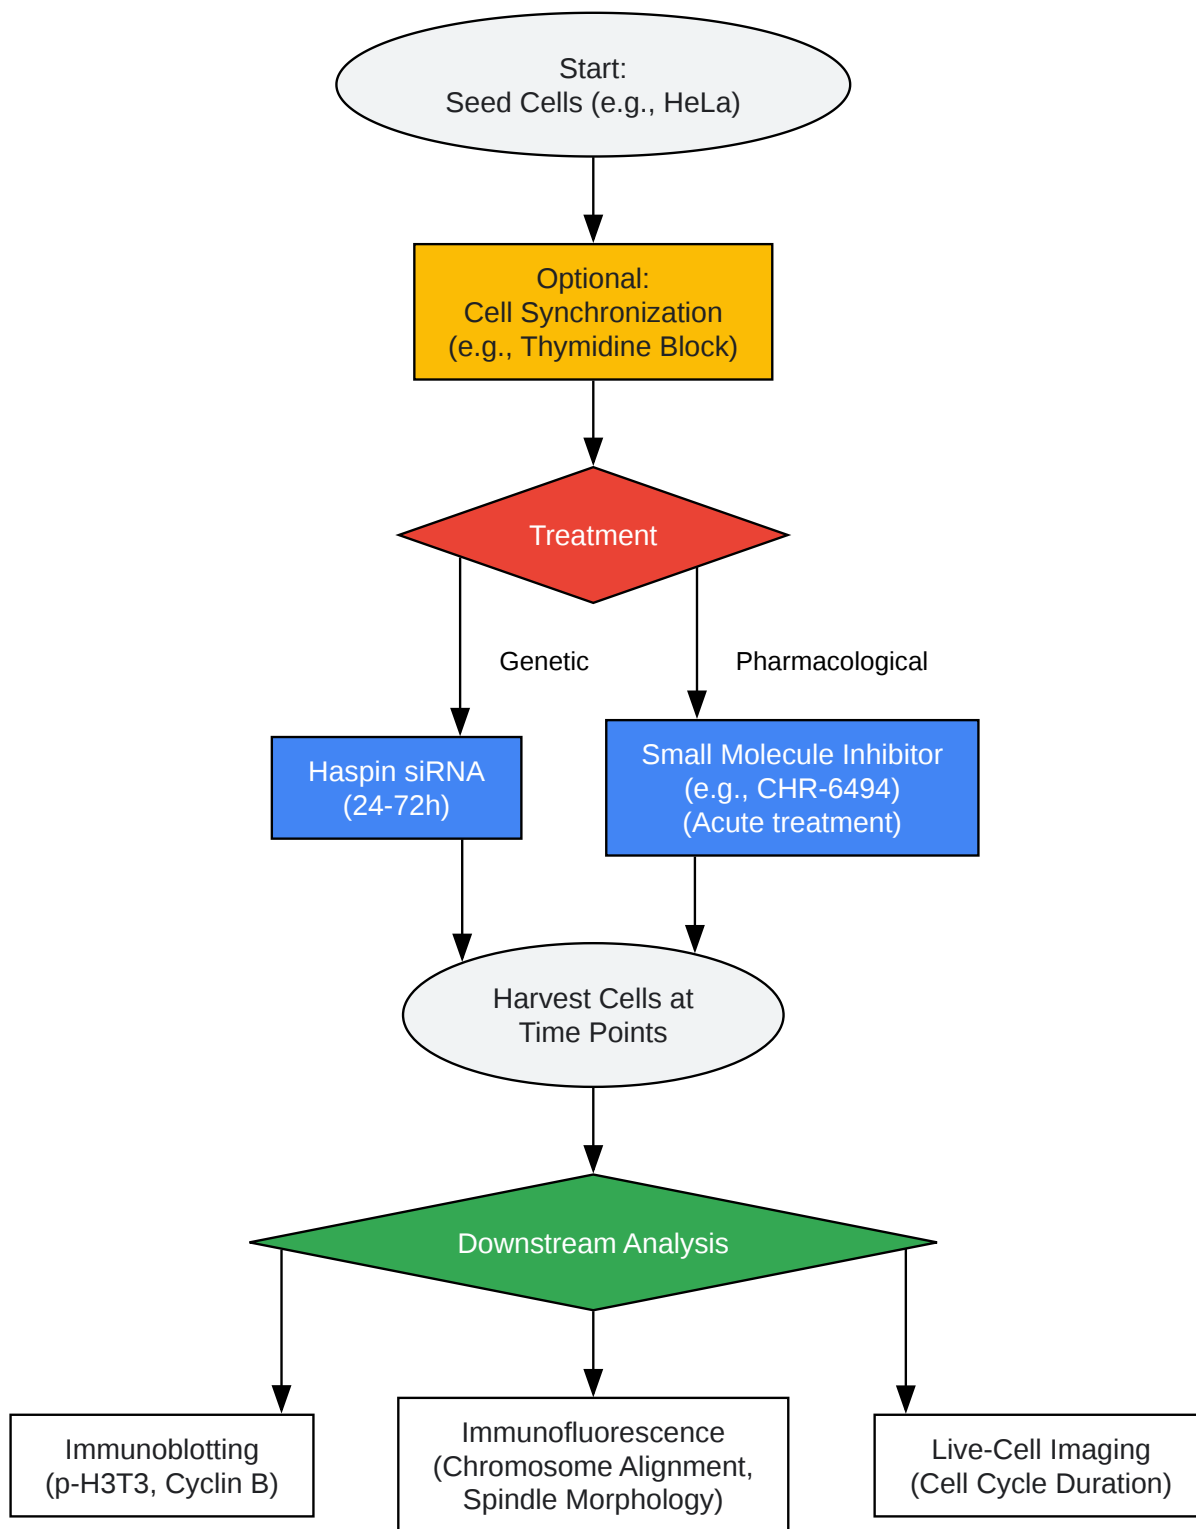 Start:
Seed Cells (e.g., HeLa)
Optional:
Cell Synchronization
(e.g., Thymidine Block)
Treatment
Genetic
Pharmacological
Haspin siRNA
(24-72h)
Small Molecule Inhibitor
(e.g., CHR-6494)
(Acute treatment)
Harvest Cells at
Time Points
Downstream Analysis
Immunoblotting
(p-H3T3, Cyclin B)
Immunofluorescence
(Chromosome Alignment,
Spindle Morphology)
Live-Cell Imaging
(Cell Cycle Duration)